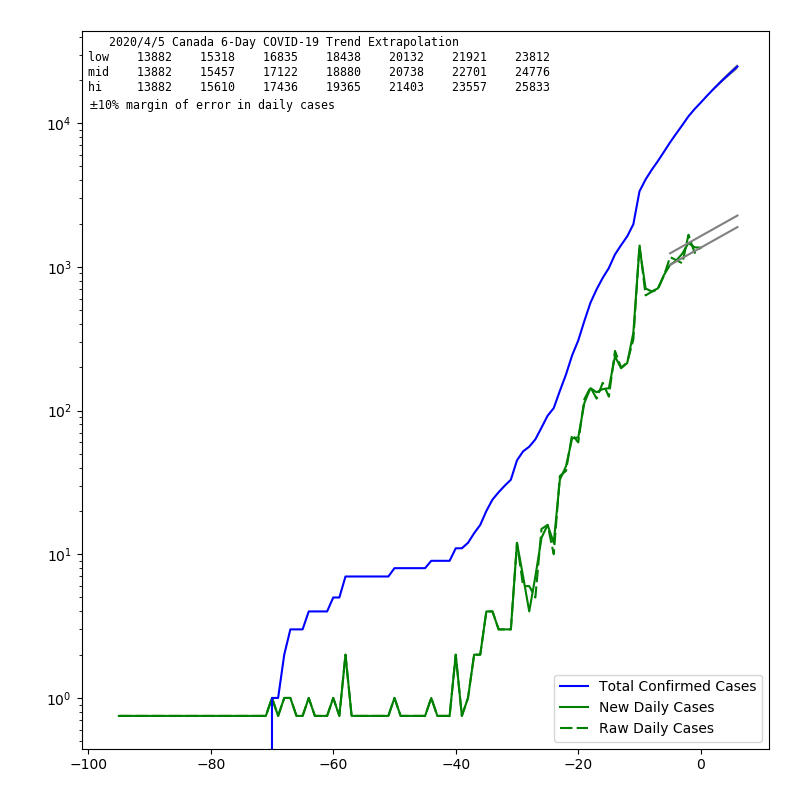 2020/4/5 Canada 6-Day COVID-19 Trend Extrapolation
low 13882 15318 16835 18438 20132 21921 23812
mid 13882 15457 17122 18880 20738 22701 24776
hi 13882 15610 17436 19365 21403 23557 25833
±10% margin of error in daily cases
10⁴
10³
10²
10¹
10⁰
Total Confirmed Cases
New Daily Cases
Raw Daily Cases
−100 −80 −60 −40 −20 0